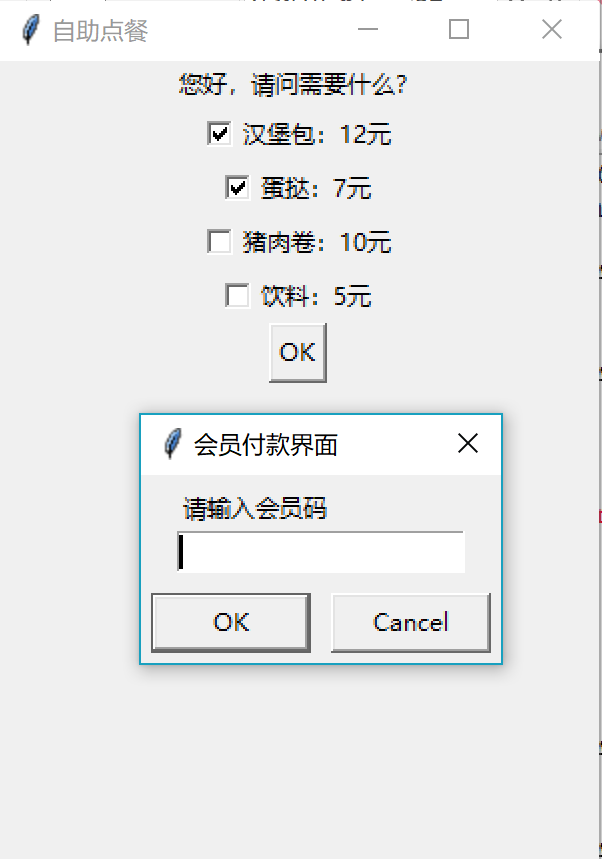 自助点餐
您好，请问需要什么?
汉堡包：12元
蛋挞：7元
猪肉卷：10元
饮料：5元
OK
会员付款界面
请输入会员码
OK Cancel